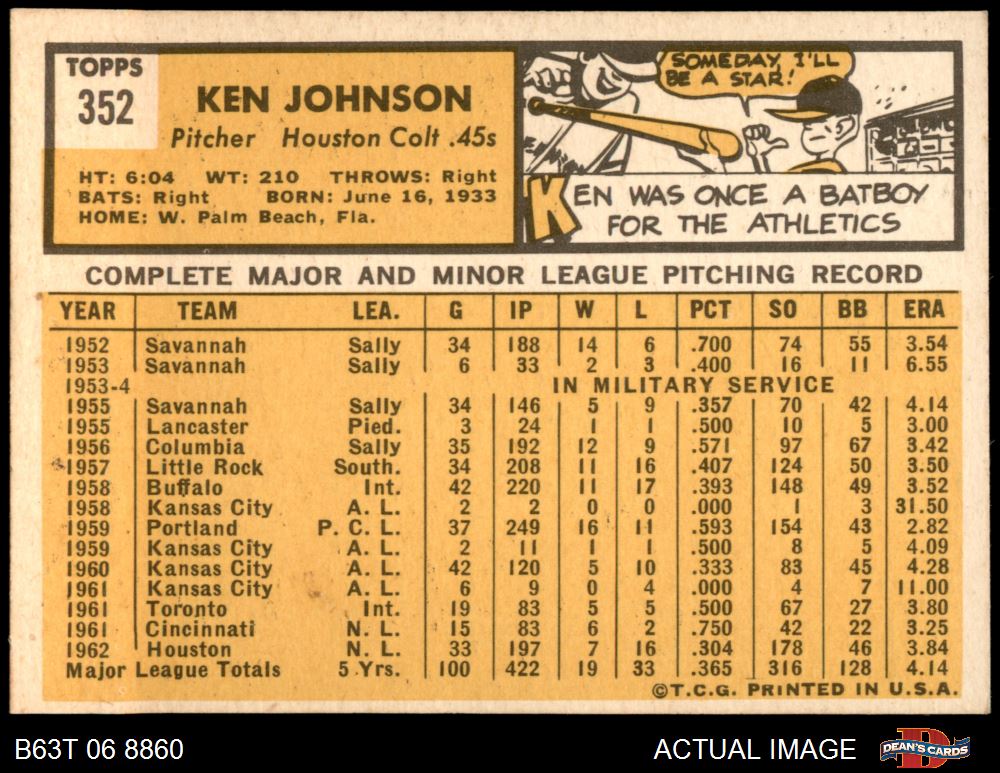 TOPPS
352
KEN JOHNSON
Pitcher Houston Colt .45s
HT: 6:04 WT: 210 THROWS: Right
BATS: Right BORN: June 16, 1933
HOME: W. Palm Beach, Fla.
SOMEDAY, I'LL
BE A STAR!
KEN WAS ONCE A BATBOY
FOR THE ATHLETICS
COMPLETE MAJOR AND MINOR LEAGUE PITCHING RECORD
YEAR TEAM LEA. G IP W L PCT SO BB ERA
1952 Savannah Sally 34 188 14 6 .700 74 55 3.54
1953 Savannah Sally 6 33 2 3 .400 16 11 6.55
1953-4 IN MILITARY SERVICE
1955 Savannah Sally 34 146 5 9 .357 70 42 4.14
1955 Lancaster Pied. 3 24 1 1 .500 10 5 3.00
1956 Columbia Sally 35 192 12 9 .571 97 67 3.42
1957 Little Rock South. 34 208 11 16 .407 124 50 3.50
1958 Buffalo Int. 42 220 11 17 .393 148 49 3.52
1958 Kansas City A. L. 2 2 0 0 .000 1 3 31.50
1959 Portland P. C. L. 37 249 16 11 .593 154 43 2.82
1959 Kansas City A. L. 2 11 1 1 .500 8 5 4.09
1960 Kansas City A. L. 42 120 5 10 .333 83 45 4.28
1961 Kansas City A. L. 6 9 0 4 .000 4 7 11.00
1961 Toronto Int. 19 83 5 5 .500 67 27 3.80
1961 Cincinnati N. L. 15 83 6 2 .750 42 22 3.25
1962 Houston N. L. 33 197 7 16 .304 178 46 3.84
Major League Totals 5 Yrs. 100 422 19 33 .365 316 128 4.14
©T.C.G. PRINTED IN U.S.A.
B63T 06 8860 ACTUAL IMAGE DEAN'S CARDS